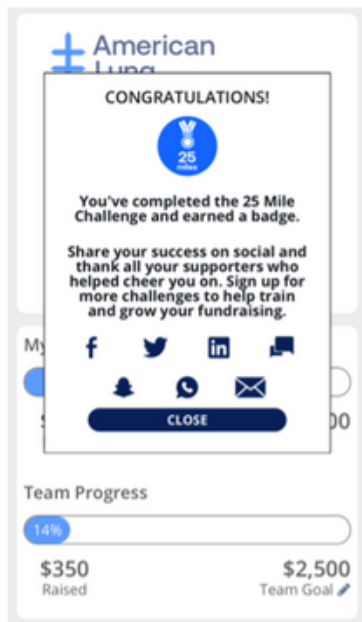 American
Lung
CONGRATULATIONS!
25
miles
You've completed the 25 Mile
Challenge and earned a badge.
Share your success on social and
thank all your supporters who
helped cheer you on. Sign up for
more challenges to help train
and grow your fundraising.
My
CLOSE
Team Progress
14%
$350 $2,500
Raised Team Goal